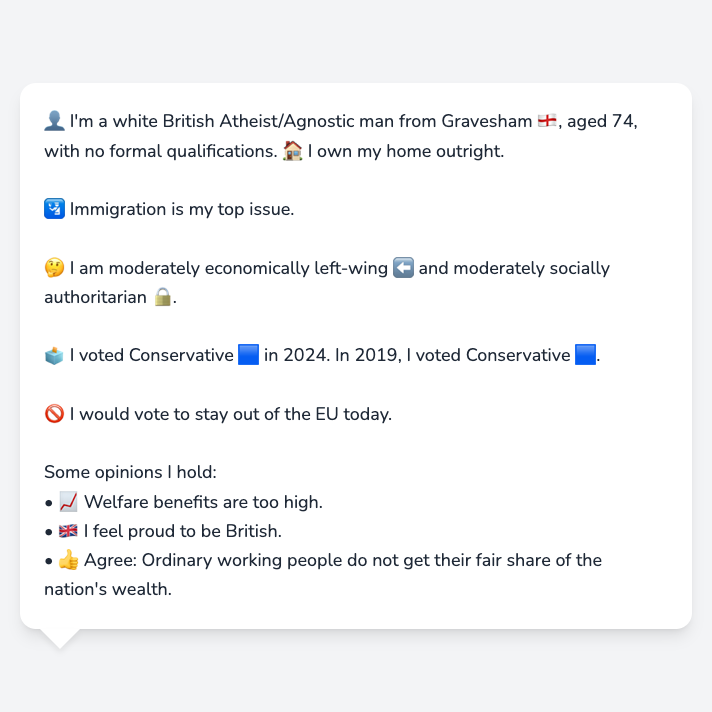 👤 I'm a white British Atheist/Agnostic man from Gravesham 🏴󠁧󠁢󠁥󠁮󠁧󠁿, aged 74,
with no formal qualifications. 🏠 I own my home outright.
🛂 Immigration is my top issue.
🤔 I am moderately economically left-wing ⬅️ and moderately socially
authoritarian 🔒.
🗳️ I voted Conservative 🟦 in 2024. In 2019, I voted Conservative 🟦.
🚫 I would vote to stay out of the EU today.
Some opinions I hold:
• 📈 Welfare benefits are too high.
• 🇬🇧 I feel proud to be British.
• 👍 Agree: Ordinary working people do not get their fair share of the
nation's wealth.